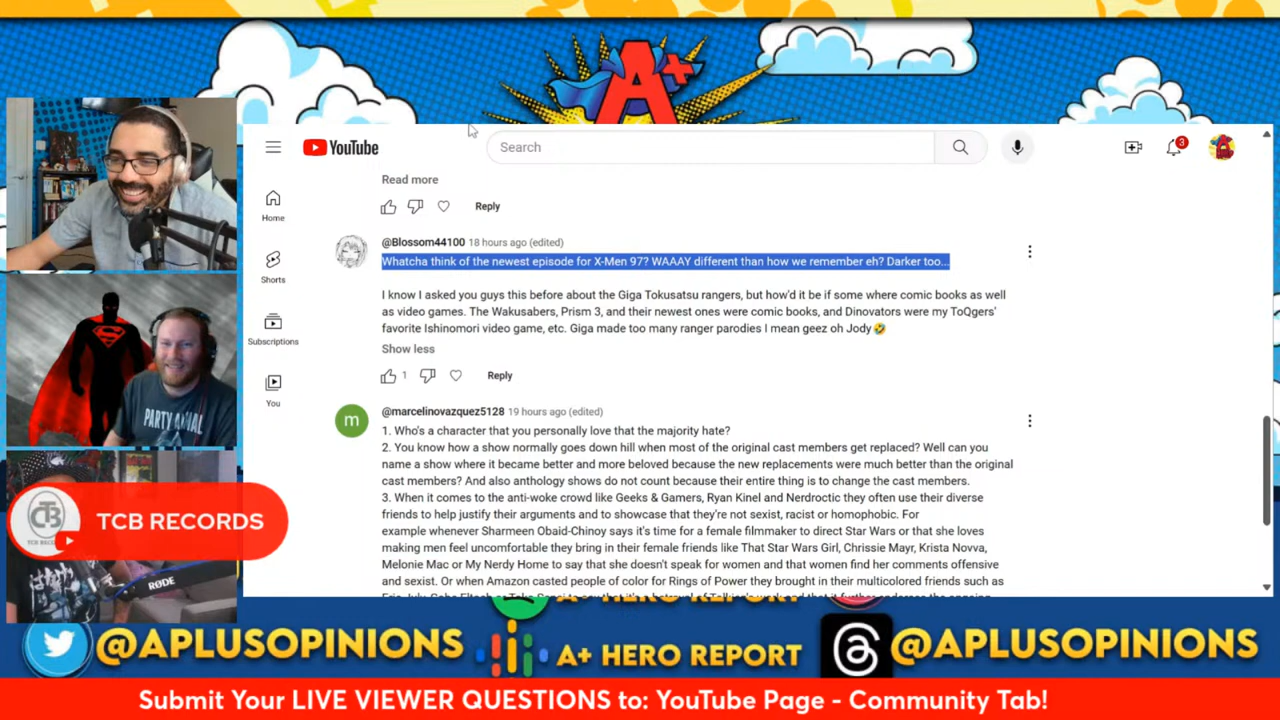 A+
YouTube
Search
3
Home
Shorts
Subscriptions
You
Read more
Reply
@Blossom44100 18 hours ago (edited)
Whatcha think of the newest episode for X-Men 97? WAAAY different than how we remember eh? Darker too...
I know I asked you guys this before about the Giga Tokusatsu rangers, but how'd it be if some where comic books as well
as video games. The Wakusabers, Prism 3, and their newest ones were comic books, and Dinovators were my ToQgers'
favorite Ishinomori video game, etc. Giga made too many ranger parodies I mean geez oh Jody🤣
Show less
1
Reply
m
@marcelinovazquez5128 19 hours ago (edited)
1. Who's a character that you personally love that the majority hate?
2. You know how a show normally goes down hill when most of the original cast members get replaced? Well can you
name a show where it became better and more beloved because the new replacements were much better than the original
cast members? And also anthology shows do not count because their entire thing is to change the cast members.
3. When it comes to the anti-woke crowd like Geeks & Gamers, Ryan Kinel and Nerdroctic they often use their diverse
friends to help justify their arguments and to showcase that they're not sexist, racist or homophobic. For
example whenever Sharmeen Obaid-Chinoy says it's time for a female filmmaker to direct Star Wars or that she loves
making men feel uncomfortable they bring in their female friends like That Star Wars Girl, Chrissie Mayr, Krista Novva,
Melonie Mac or My Nerdy Home to say that she doesn't speak for women and that women find her comments offensive
and sexist. Or when Amazon casted people of color for Rings of Power they brought in their multicolored friends such as
PARTY ANIMAL
TCB RECORDS
RØDE
@APLUSOPINIONS
A+ HERO REPORT
@APLUSOPINIONS
Submit Your LIVE VIEWER QUESTIONS to: YouTube Page - Community Tab!